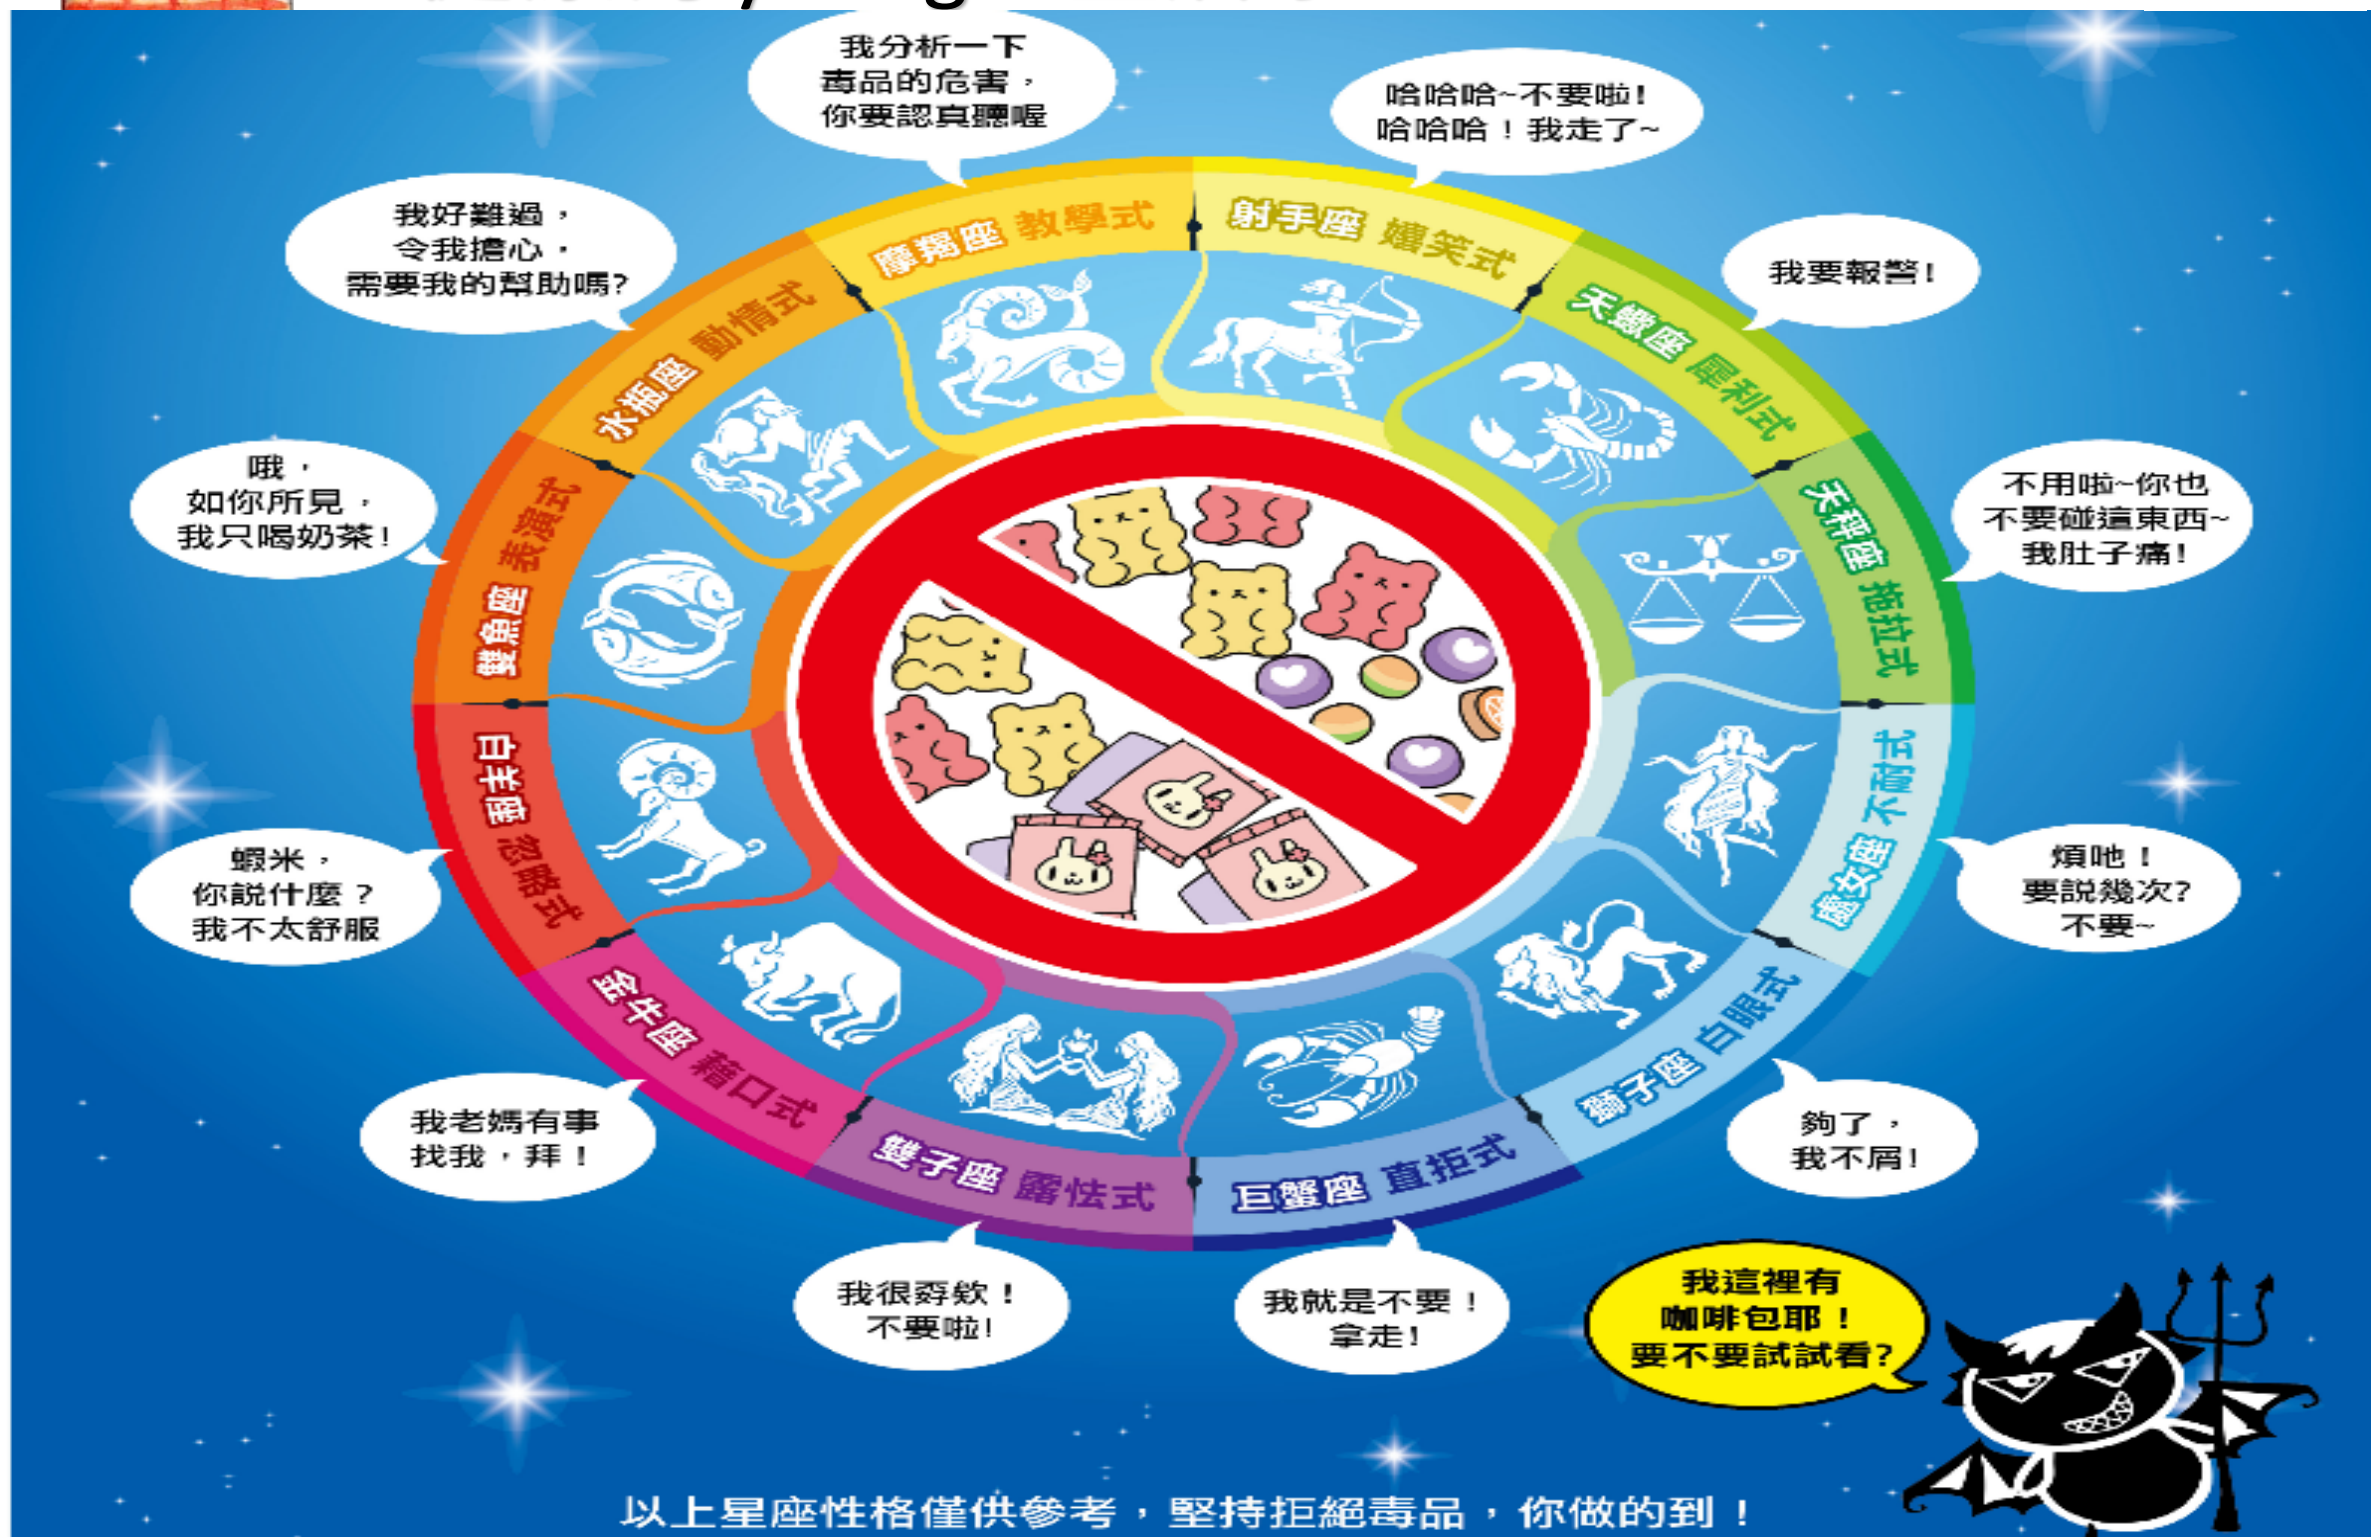 我分析一下
毒品的危害，
你要認真聽喔
哈哈哈~不要啦!
哈哈哈！我走了~
我好難過，
令我擔心，
需要我的幫助嗎?
我要報警!
摩羯座 教學式
射手座 孃笑式
水瓶座 動情式
天蠍座 犀利式
哦，
如你所見，
我只喝奶茶!
不用啦~你也
不要碰這東西~
我肚子痛!
雙魚座 表演式
天秤座 拖拉式
白羊座 忽略式
處女座 不耐式
蝦米，
你說什麼？
我不太舒服
煩吔！
要說幾次?
不要~
金牛座 藉口式
獅子座 白眼式
我老媽有事
找我，拜！
夠了，
我不屑!
雙子座 露怯式
巨蟹座 直拒式
我很孬欸！
不要啦!
我就是不要！
拿走!
我這裡有
咖啡包耶！
要不要試試看?
以上星座性格僅供參考，堅持拒絕毒品，你做的到！